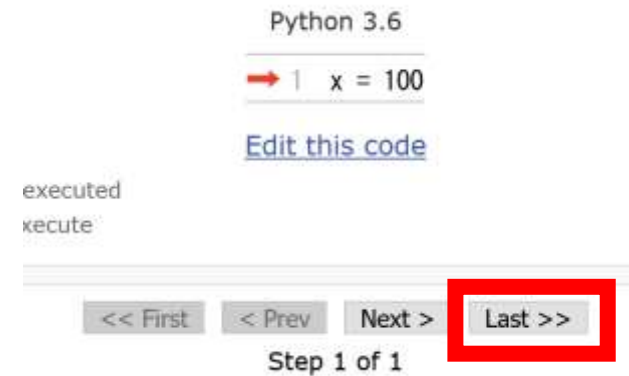 Python 3.6
1 x = 100
Edit this code
executed
xecute
<< First < Prev Next > Last >>
Step 1 of 1